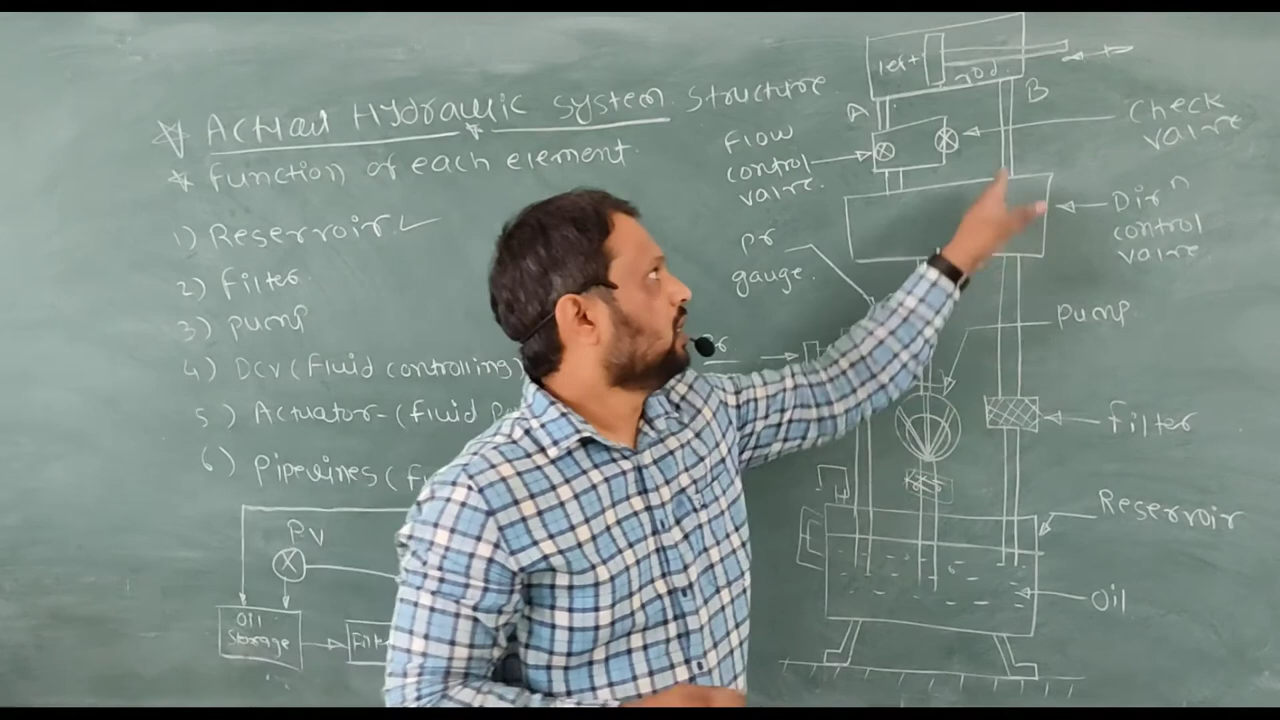 * Actual Hydraulic system structure
* Function of each element
1) Reservoir ✓
2) Filter
3) pump
4) DCV (Fluid controlling)
5) Actuator - (Fluid
6) pipelines (
PV
Oil
Storage
left
rod
A
B
Check
valve
Flow
control
valve
Dirn
control
valve
pr
gauge
pump
Filter
Reservoir
Oil